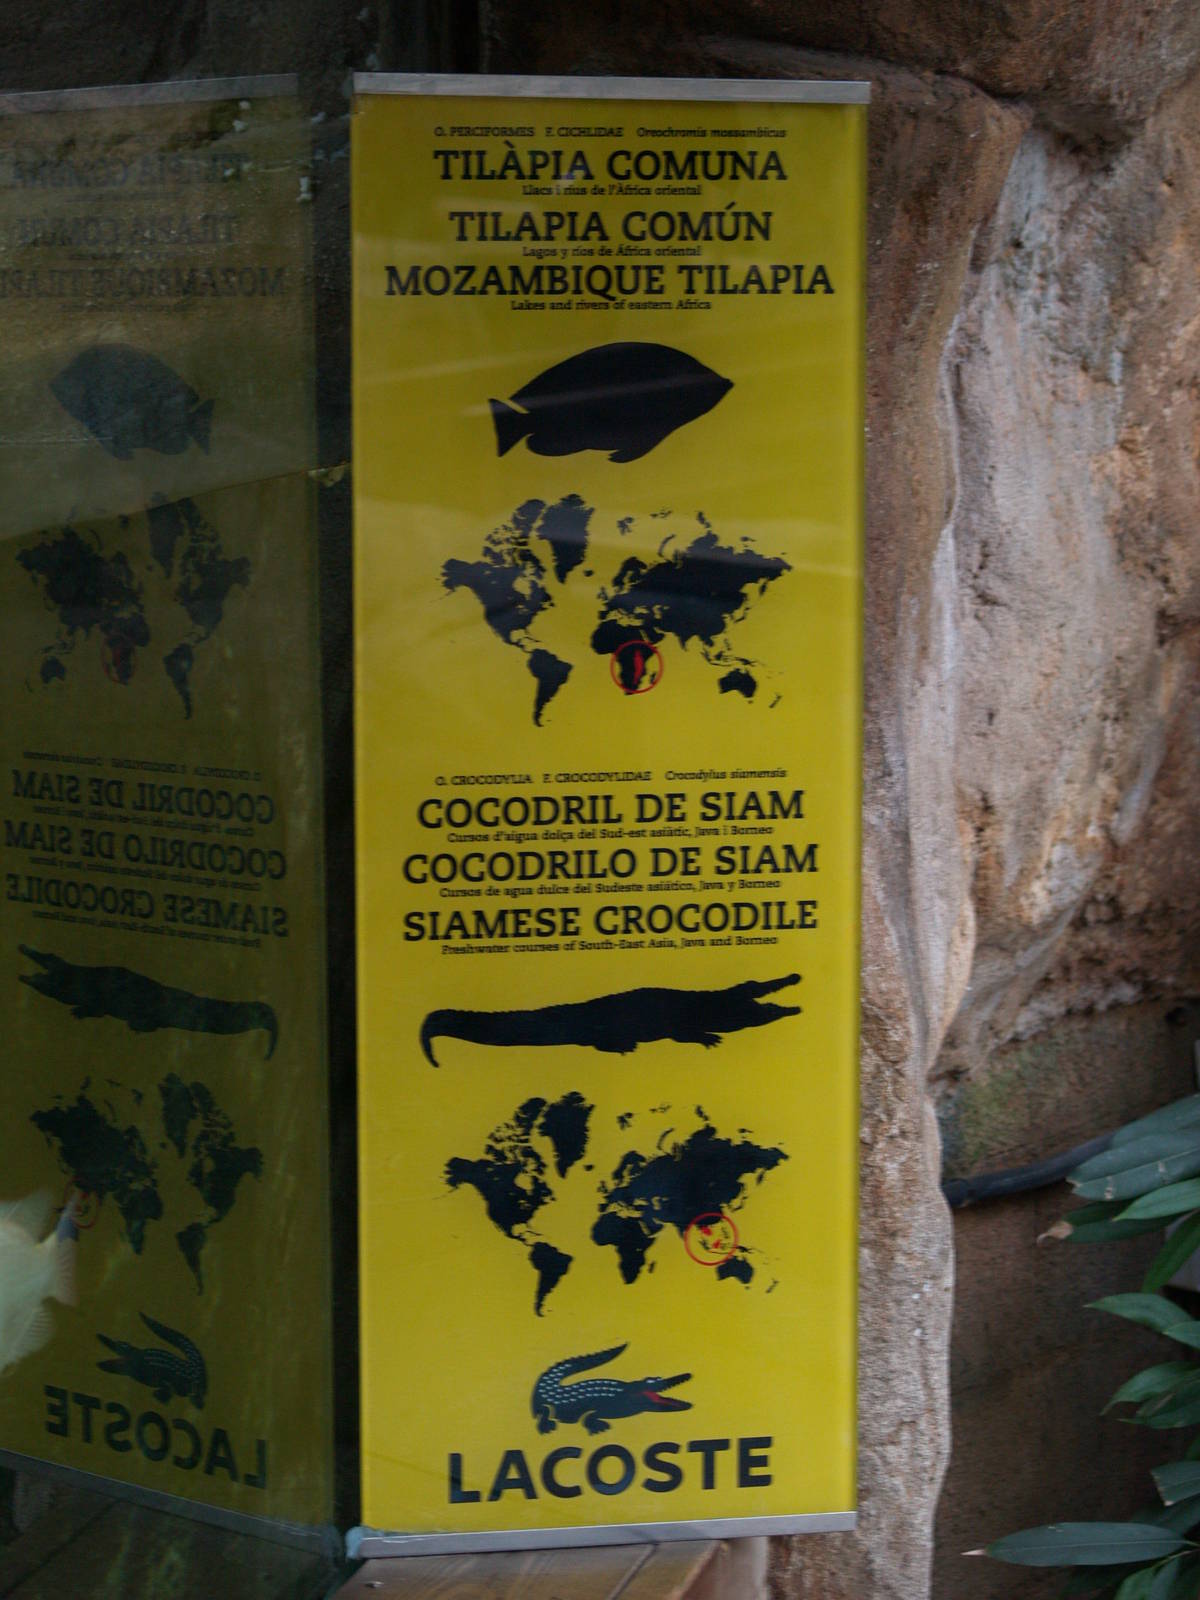 O. PERCIFORMES F. CICHLIDAE Oreochromis mossambicus
TILÀPIA COMUNA
Llacs i rius de l'Àfrica oriental
TILAPIA COMÚN
Lagos y ríos de África oriental
MOZAMBIQUE TILAPIA
Lakes and rivers of eastern Africa
O. CROCODYLIA F. CROCODYLIDAE Crocodylus siamensis
COCODRIL DE SIAM
Cursos d'aigua dolça del Sud-est asiàtic, Java i Borneo
COCODRILO DE SIAM
Cursos de agua dulce del Sudeste asiático, Java y Borneo
SIAMESE CROCODILE
Freshwater courses of South-East Asia, Java and Borneo
LACOSTE